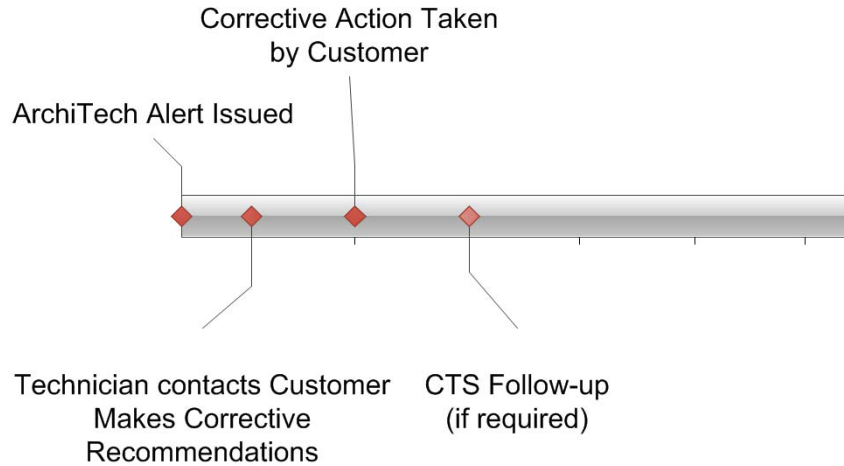 Corrective Action Taken
by Customer
ArchiTech Alert Issued
Technician contacts Customer
Makes Corrective
Recommendations
CTS Follow-up
(if required)